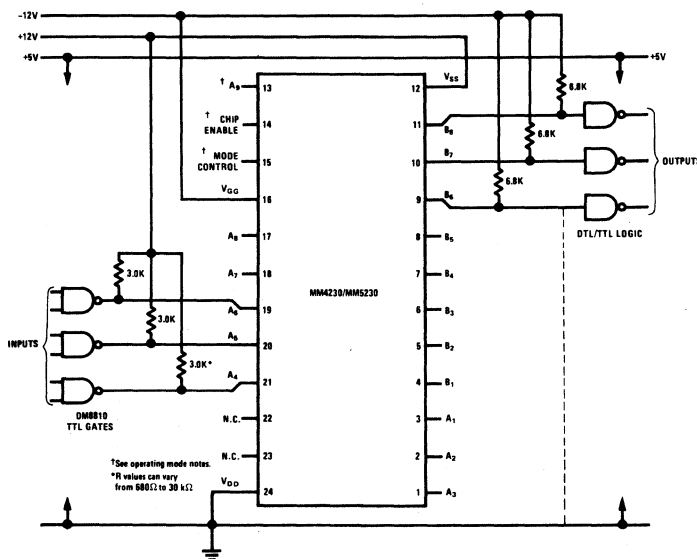 -12V
+12V
+5V
+5V
† A9
13
† CHIP ENABLE
14
† MODE CONTROL
15
VGG
16
A8
17
A7
18
A6
19
A5
20
A4
21
N.C.
22
N.C.
23
VDD
24
MM4230/MM5230
VSS
12
11
B8
10
B7
9
B6
8
B5
7
B4
6
B3
5
B2
4
B1
3
A1
2
A2
1
A3
6.8K
6.8K
6.8K
OUTPUTS
DTL/TTL LOGIC
3.0K
3.0K
3.0K*
INPUTS
DM8810
TTL GATES
†See operating mode notes.
*R values can vary
from 680Ω to 30 kΩ